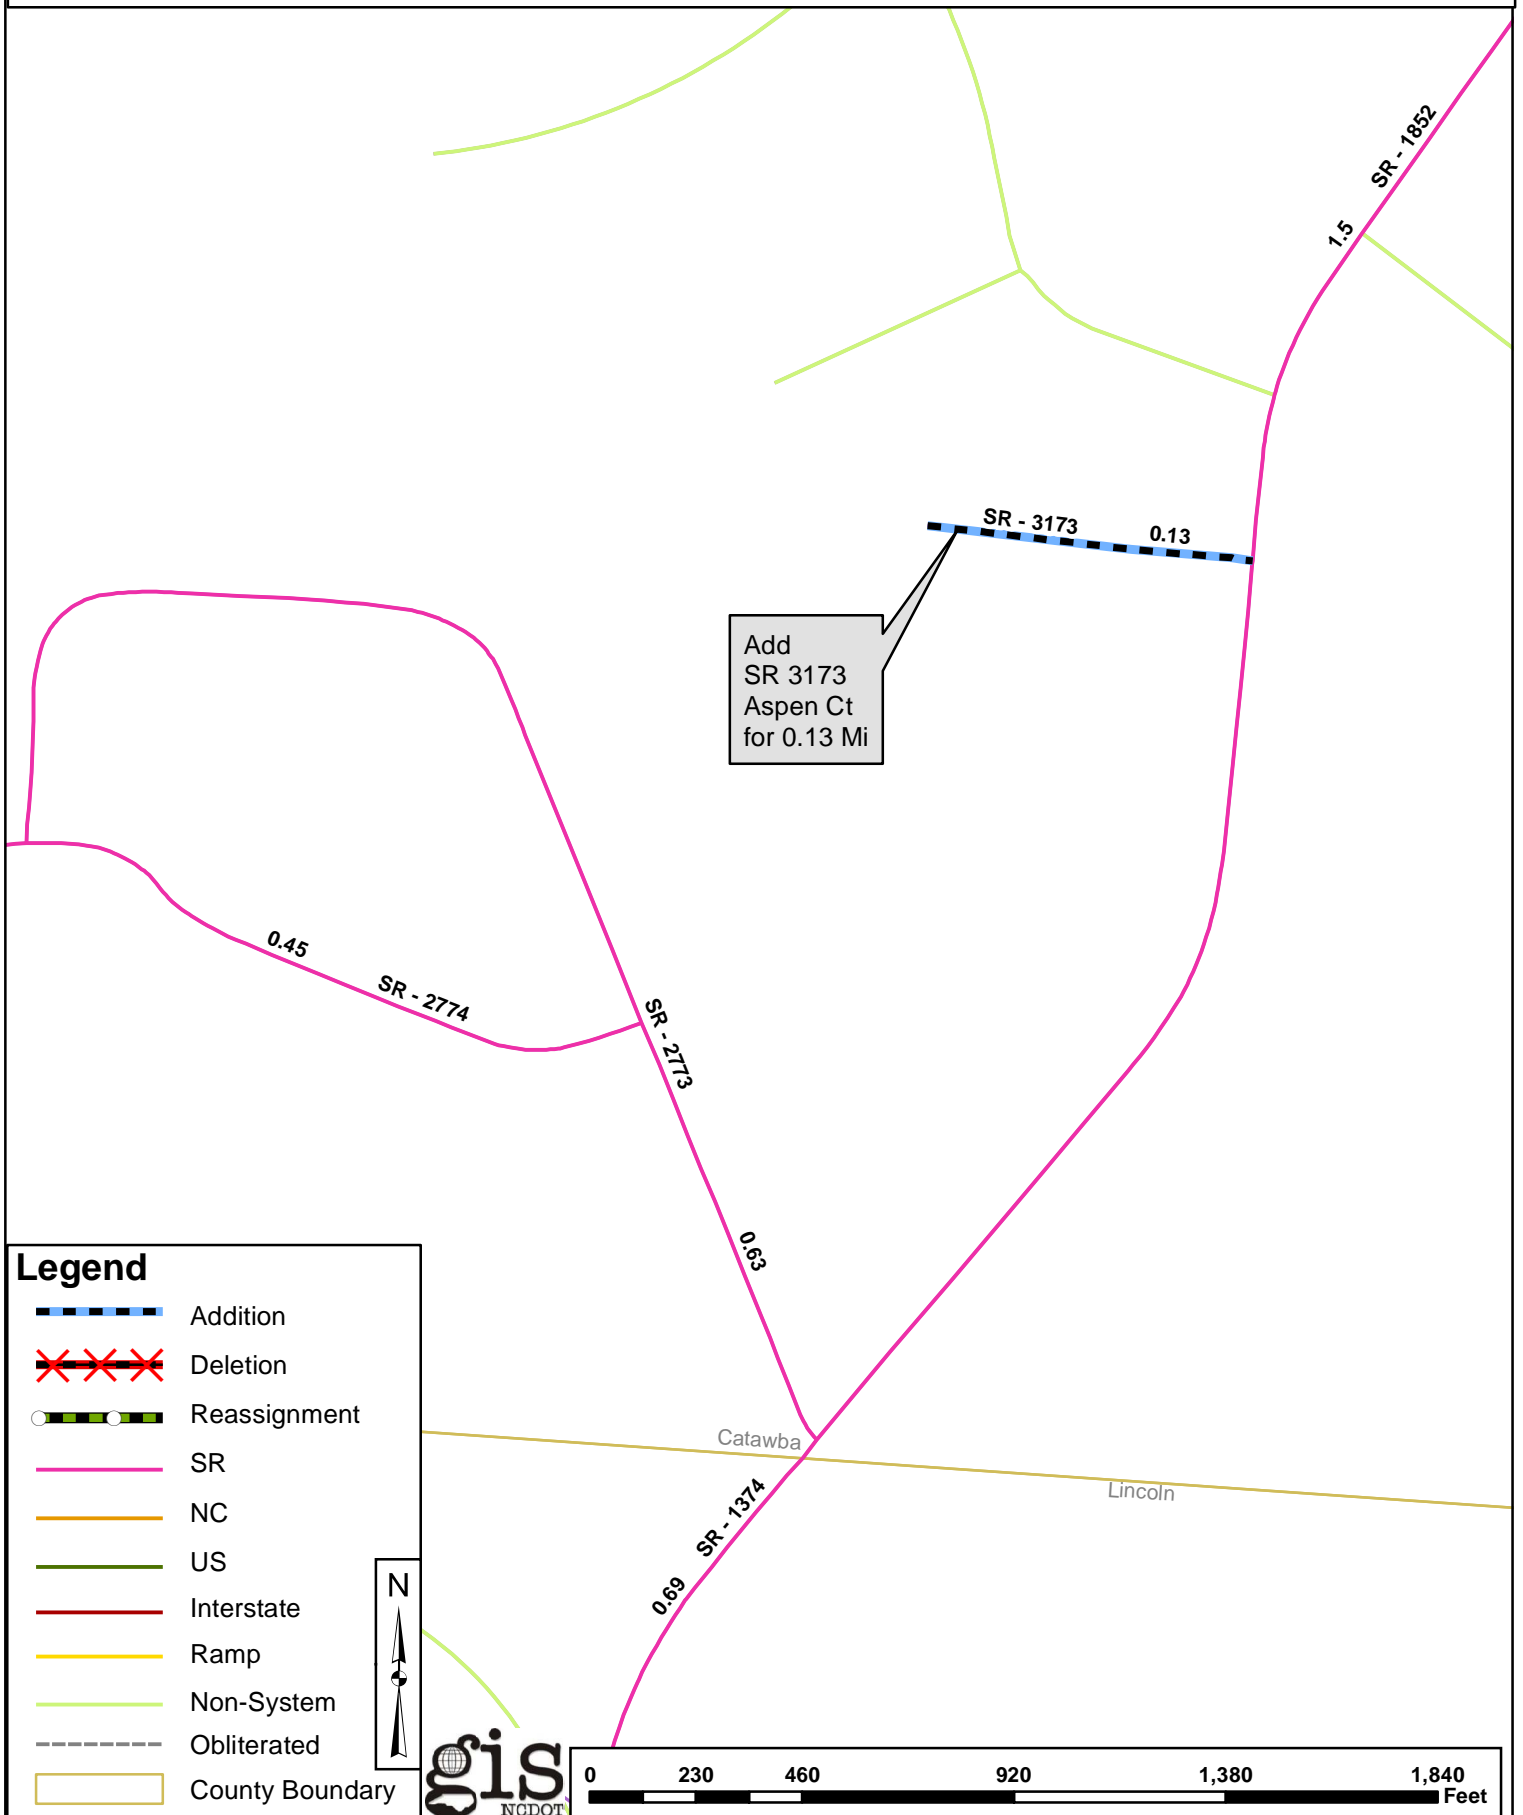 SR - 1852
1.5
SR - 3173
0.13
Add
SR 3173
Aspen Ct
for 0.13 Mi
0.45
SR - 2774
SR - 2773
0.63
Catawba
Lincoln
SR - 1374
0.69
Legend
Addition
Deletion
Reassignment
SR
NC
US
Interstate
Ramp
Non-System
Obliterated
County Boundary
N
gis
NCDOT
0 230 460 920 1,380 1,840
Feet